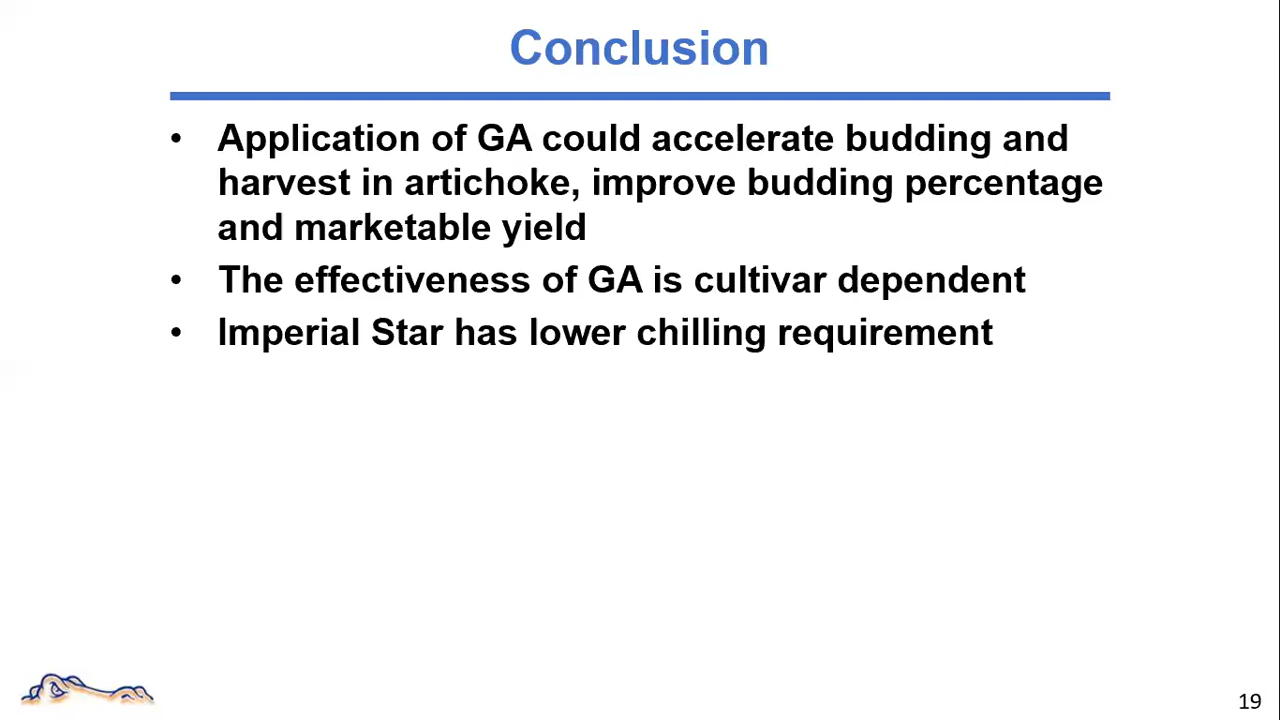 Conclusion
• Application of GA could accelerate budding and
harvest in artichoke, improve budding percentage
and marketable yield
• The effectiveness of GA is cultivar dependent
• Imperial Star has lower chilling requirement
19